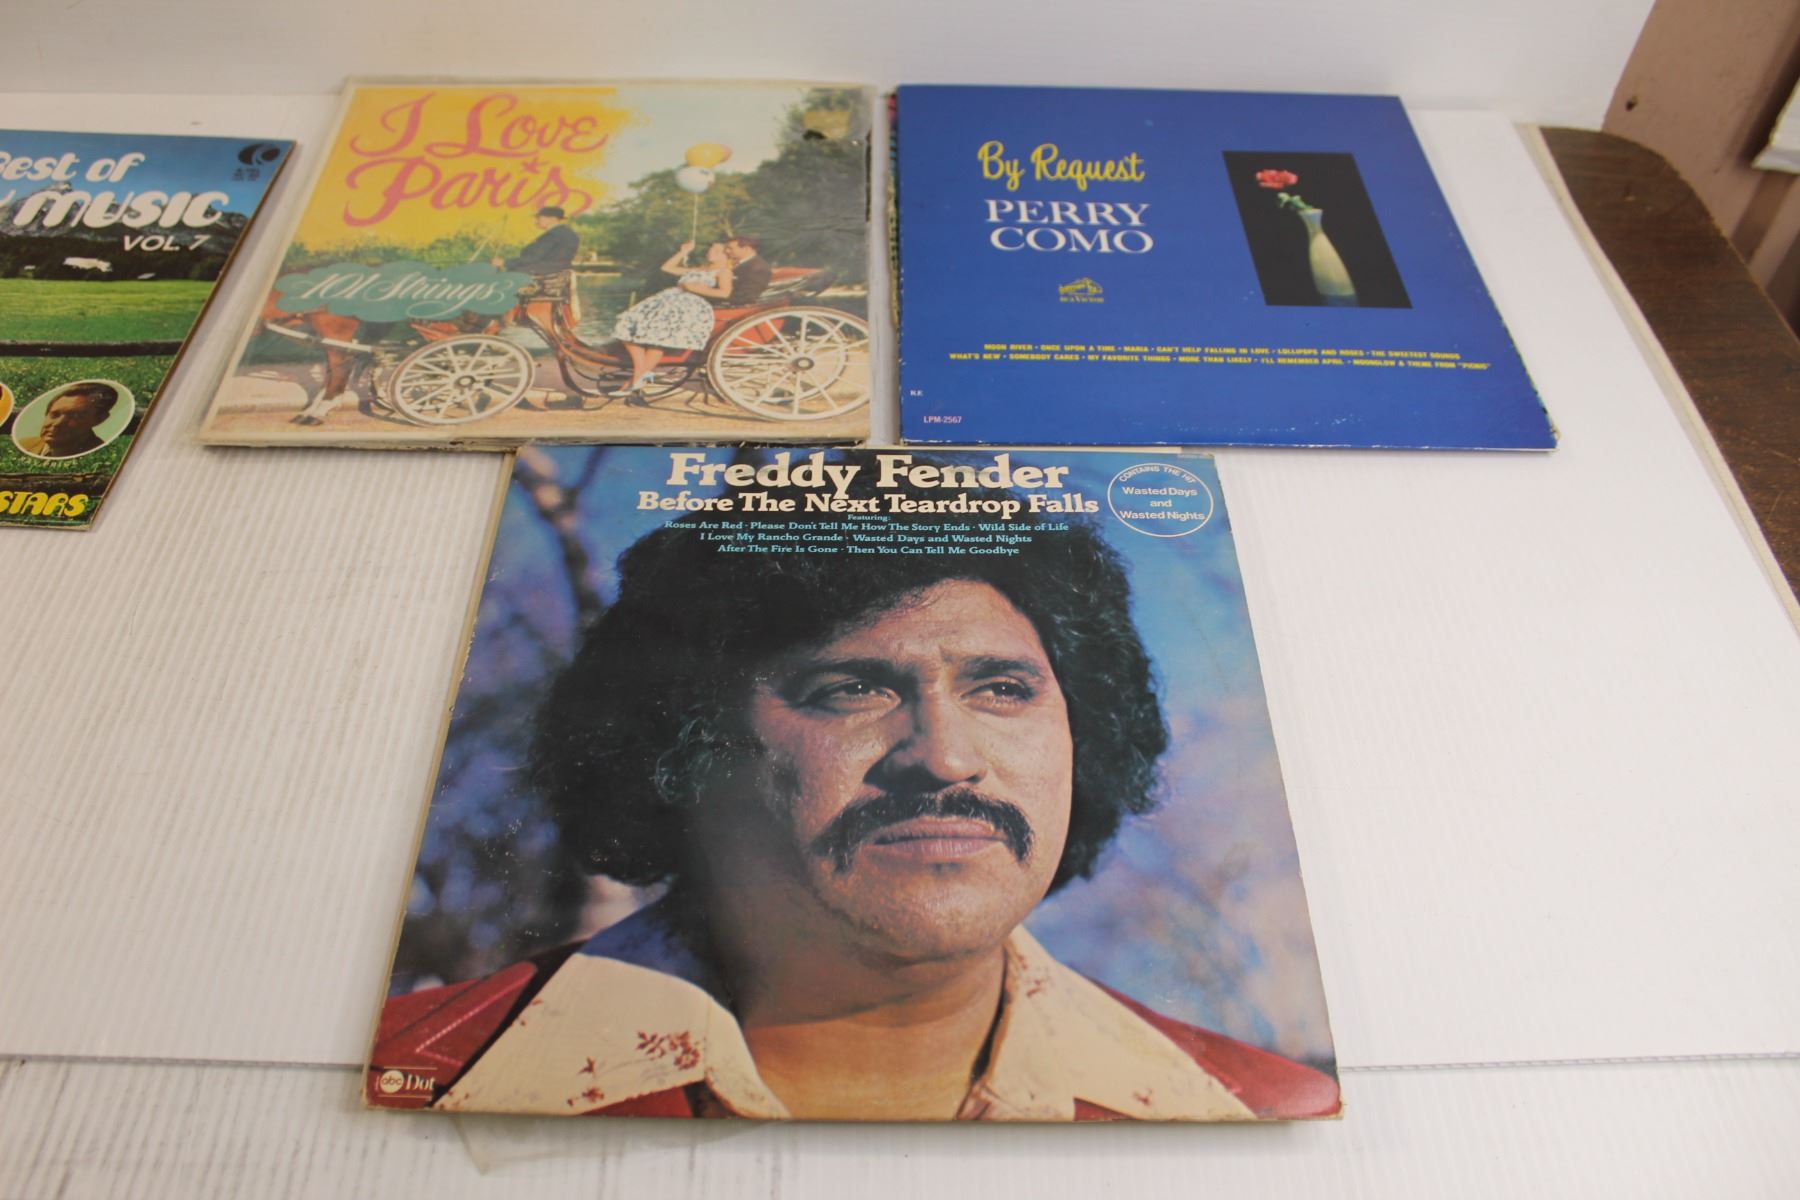 Best of
MUSIC
VOL. 7
STARS
I Love
Paris
101 Strings
By Request
PERRY
COMO
RCA VICTOR
MOON RIVER • ONCE UPON A TIME • MARIA • CAN'T HELP FALLING IN LOVE • LOLLIPOPS AND ROSES • THE SWEETEST SOUNDS
WHAT'S NEW • SOMEBODY CARES • MY FAVORITE THINGS • MORE THAN LIKELY • I'LL REMEMBER APRIL • MOONGLOW & THEME FROM "PICNIC"
R.E.
LPM-2567
Freddy Fender
Before The Next Teardrop Falls
Featuring:
Roses Are Red · Please Don't Tell Me How The Story Ends · Wild Side of Life
I Love My Rancho Grande · Wasted Days and Wasted Nights
After The Fire Is Gone · Then You Can Tell Me Goodbye
CONTAINS THE HIT
Wasted Days
and
Wasted Nights
abc Dot